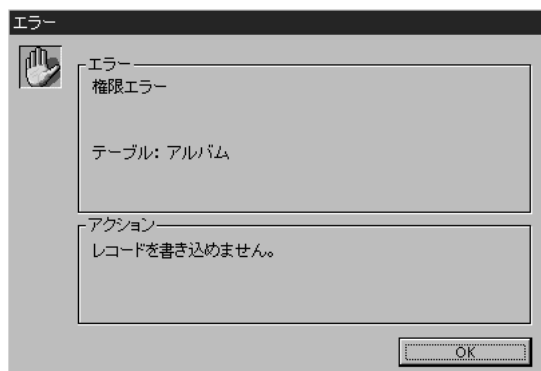 エラー
エラー
権限エラー
テーブル: アルバム
アクション
レコードを書き込めません。
OK